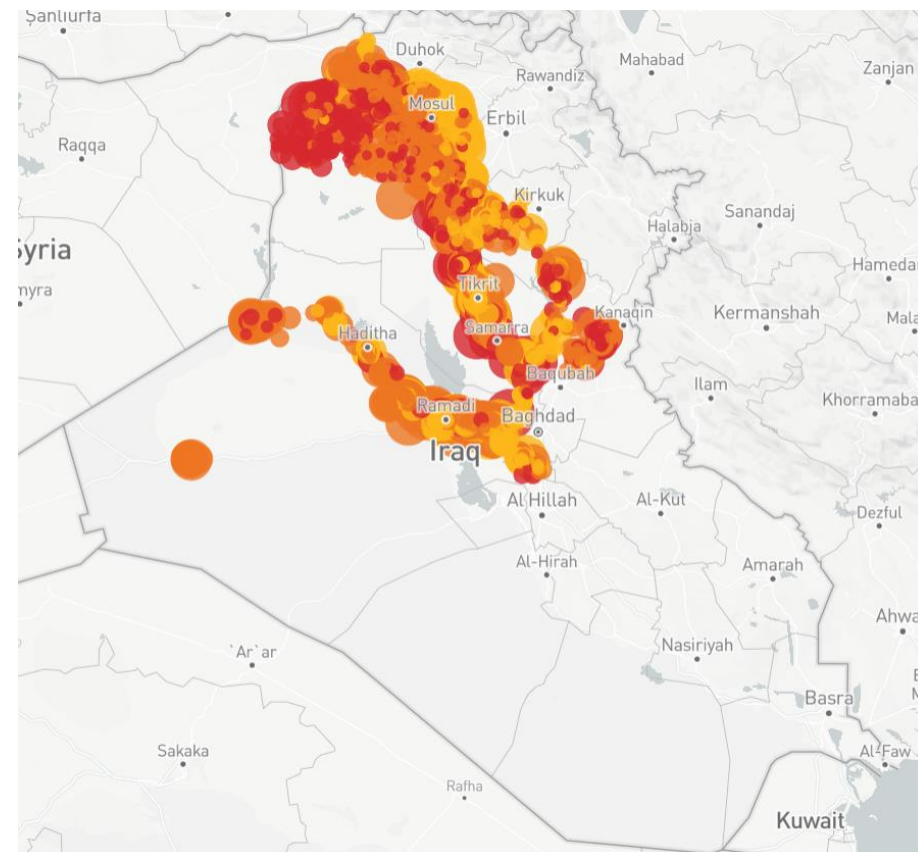 Şanlıurfa
Duhok
Mahabad
Rawandiz
Zanjan
Mosul
Erbil
Raqqa
Kirkuk
Sanandaj
Halabja
Syria
Hamedan
myra
Tikrit
Kanaqin
Kermanshah
Mala
Haditha
Samarra
Baqubah
Ilam
Khorramaba
Ramadi
Baghdad
Iraq
Al Hillah
Al-Kut
Dezful
Al-Hirah
Amarah
Ahwa
`Ar`ar
Nasiriyah
Basra
Sakaka
Al-Faw
Rafha
Kuwait